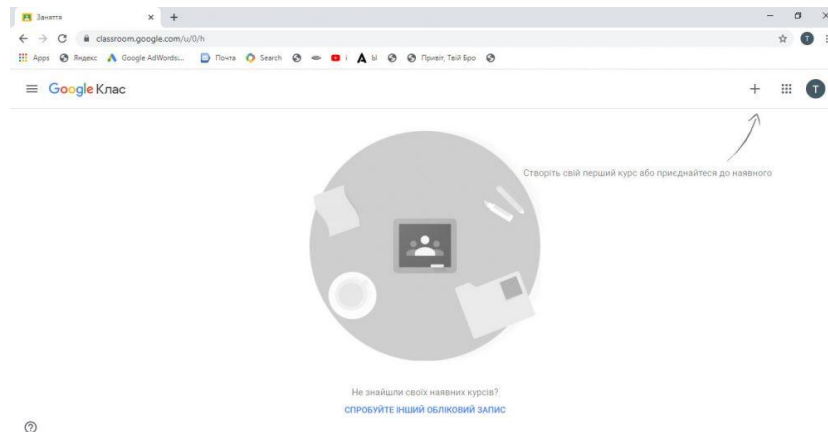 Заняття
classroom.google.com/u/0/h
Apps Яндекс Google AdWords:... Почта Search i Ы Привіт, Твій Бро
Google Клас
T
Створіть свій перший курс або приєднайтеся до наявного
Не знайшли своїх наявних курсів?
СПРОБУЙТЕ ІНШИЙ ОБЛІКОВИЙ ЗАПИС